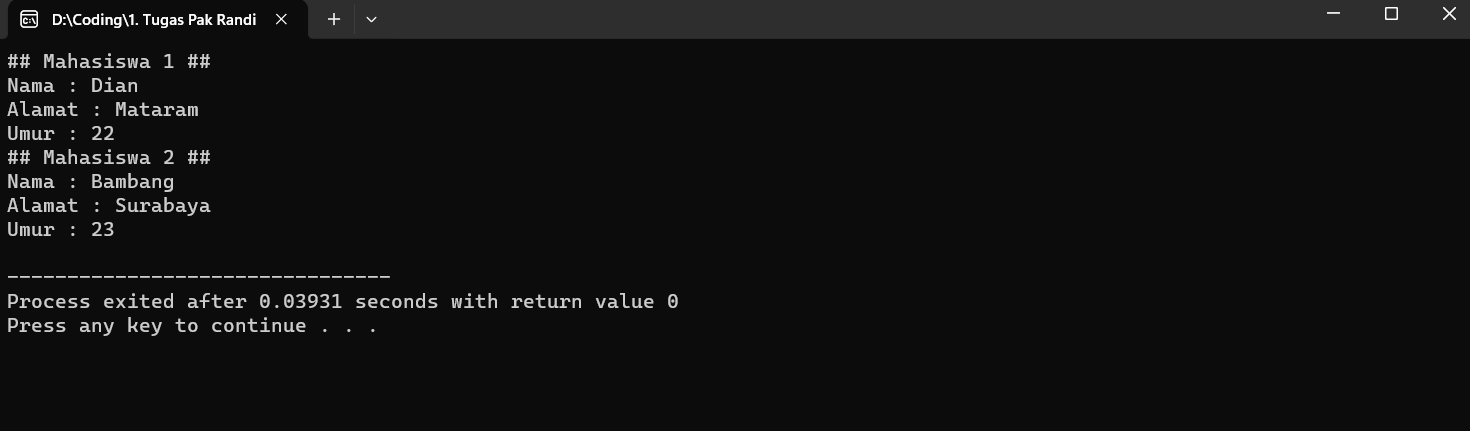 D:\Coding\1. Tugas Pak Randi
## Mahasiswa 1 ##
Nama : Dian
Alamat : Mataram
Umur : 22
## Mahasiswa 2 ##
Nama : Bambang
Alamat : Surabaya
Umur : 23
--------------------------------
Process exited after 0.03931 seconds with return value 0
Press any key to continue . . .